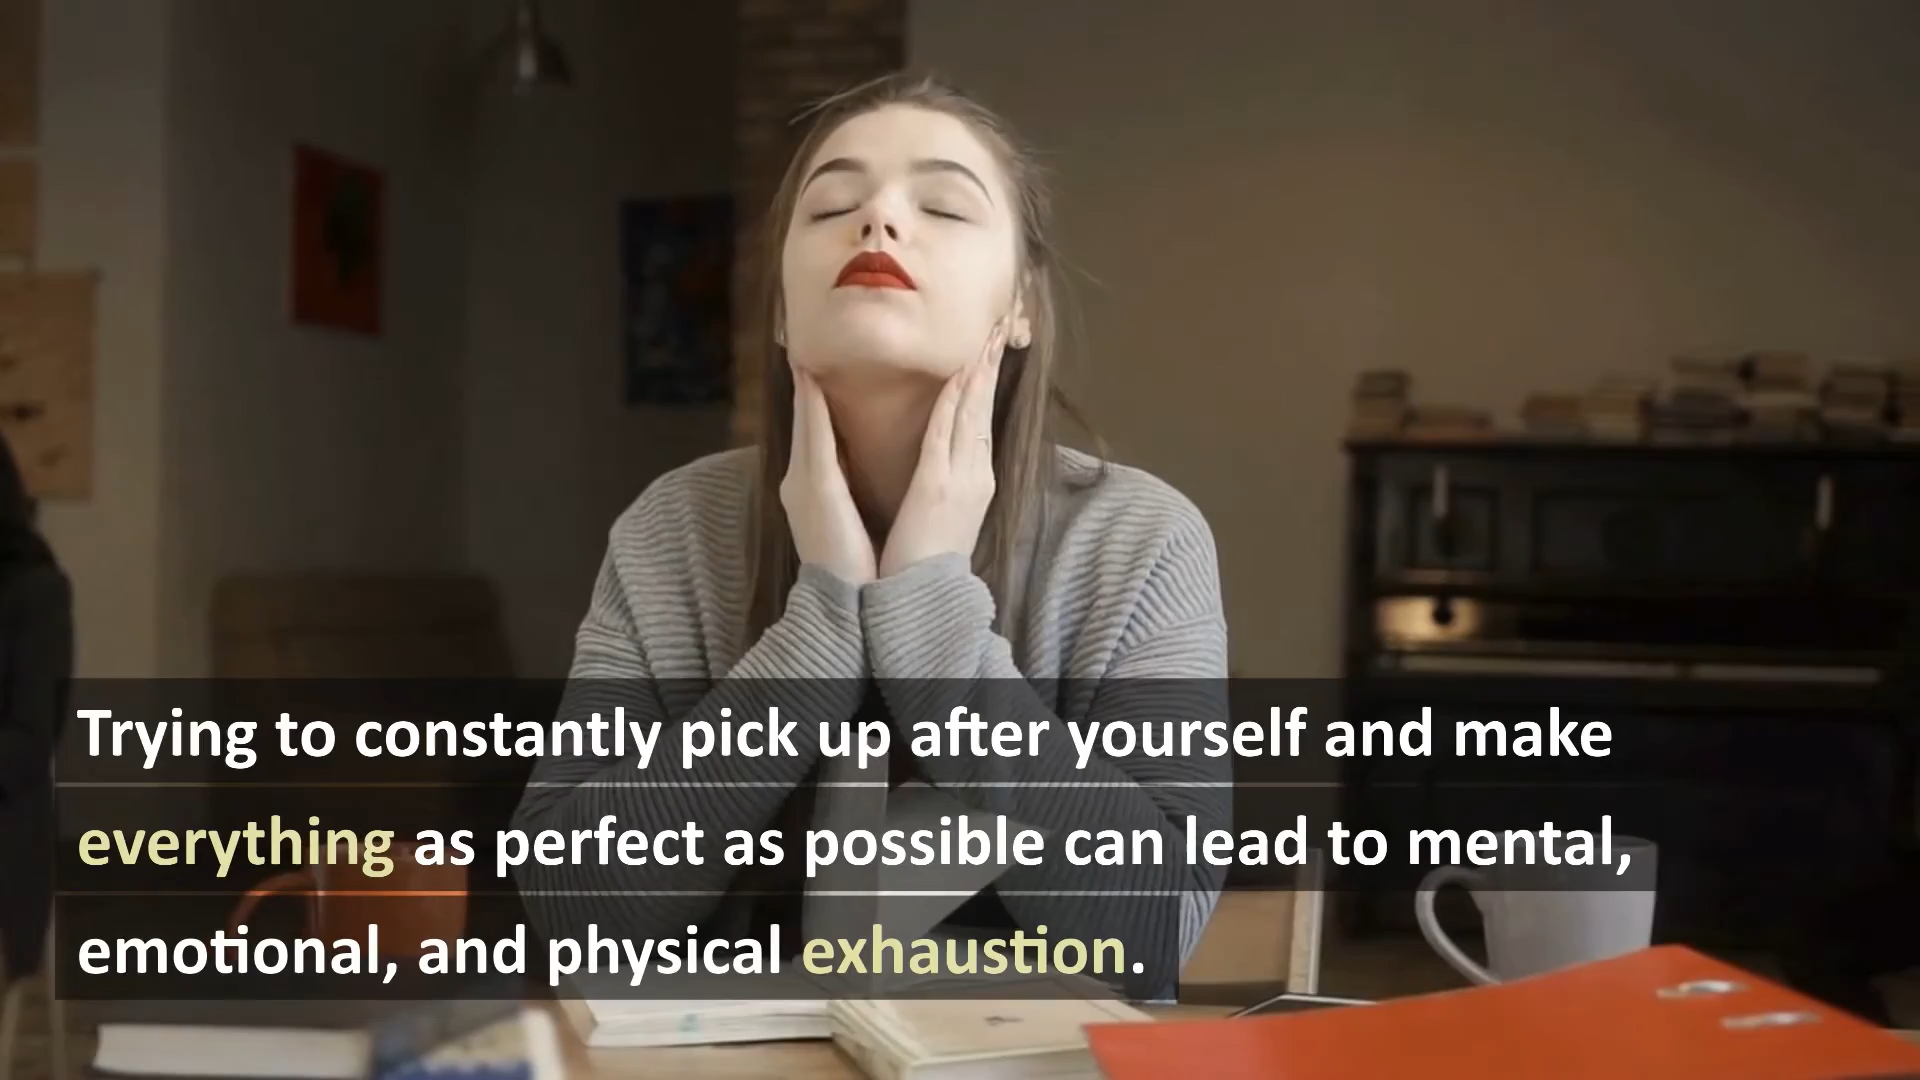 Trying to constantly pick up after yourself and make
everything as perfect as possible can lead to mental,
emotional, and physical exhaustion.